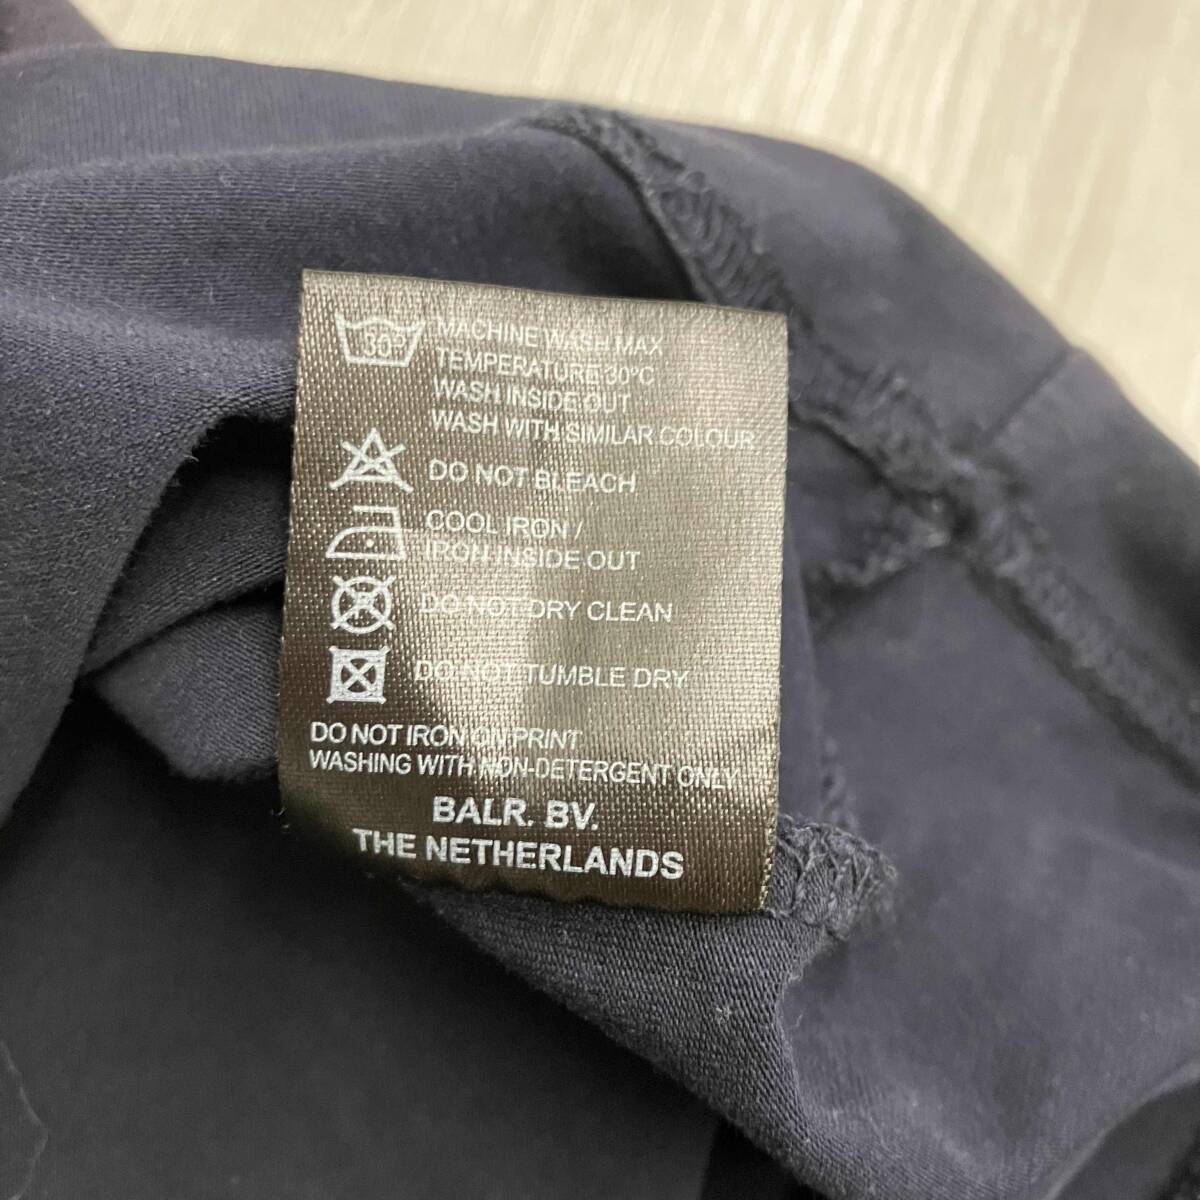 30°
MACHINE WASH MAX
TEMPERATURE 30°C
WASH INSIDE OUT
WASH WITH SIMILAR COLOUR
DO NOT BLEACH
COOL IRON /
IRON INSIDE OUT
DO NOT DRY CLEAN
DO NOT TUMBLE DRY
DO NOT IRON ON PRINT
WASHING WITH NON-DETERGENT ONLY
BALR. BV.
THE NETHERLANDS